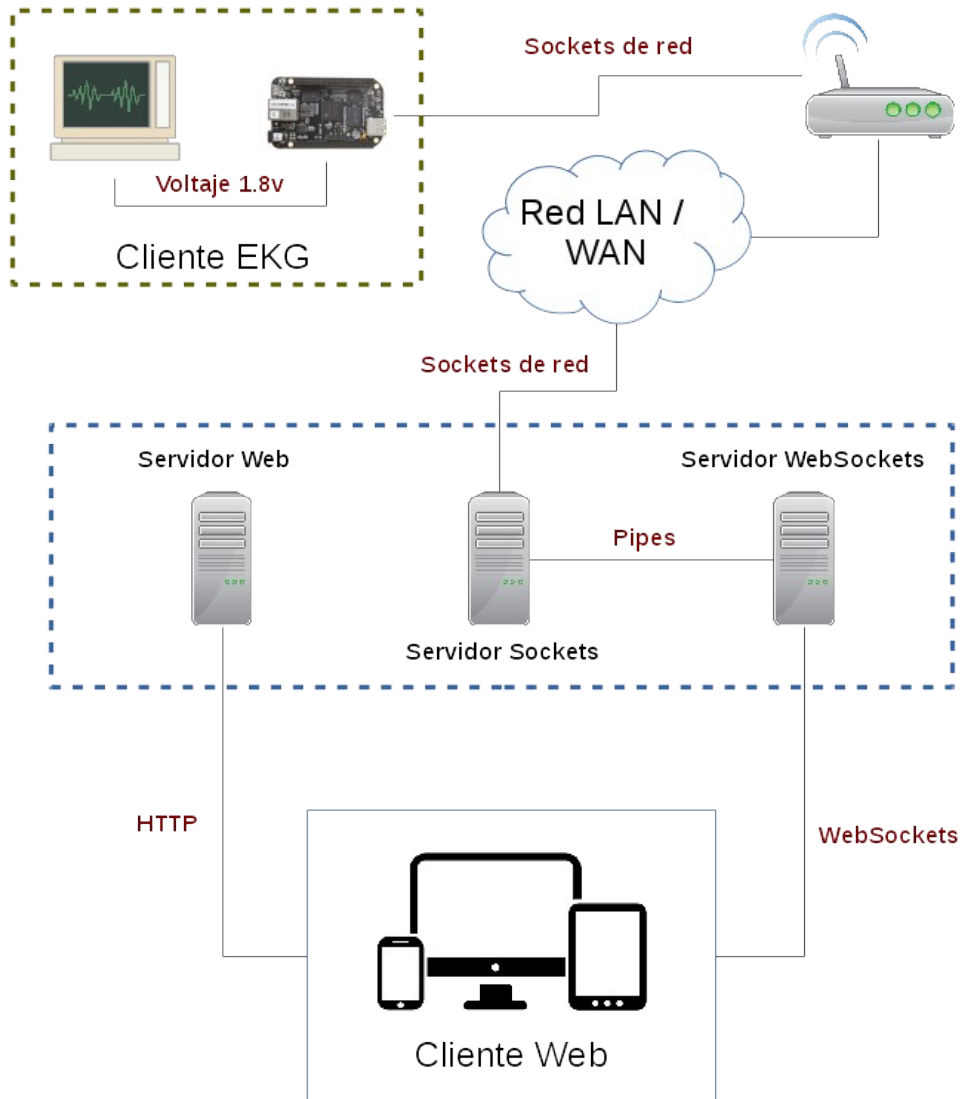 Sockets de red
Voltaje 1.8v
Cliente EKG
Red LAN /
WAN
Sockets de red
Servidor Web
Servidor WebSockets
Pipes
Servidor Sockets
HTTP
WebSockets
Cliente Web